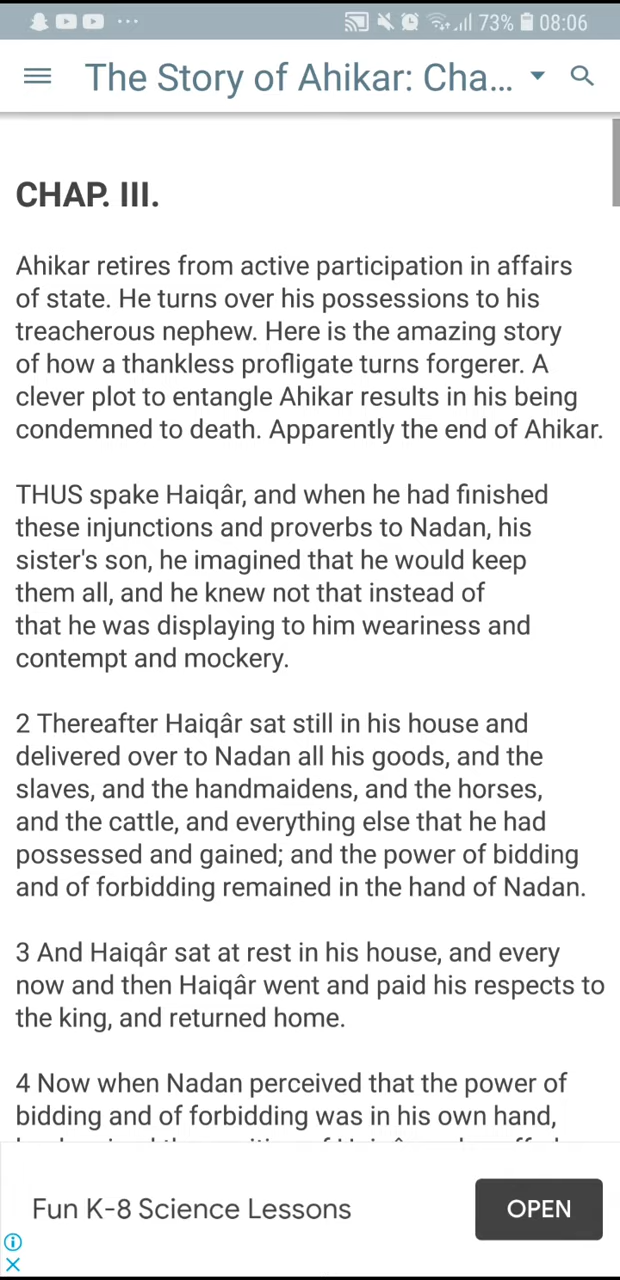 73% 08:06
The Story of Ahikar: Cha...
CHAP. III.
Ahikar retires from active participation in affairs
of state. He turns over his possessions to his
treacherous nephew. Here is the amazing story
of how a thankless profligate turns forgerer. A
clever plot to entangle Ahikar results in his being
condemned to death. Apparently the end of Ahikar.
THUS spake Haiqâr, and when he had finished
these injunctions and proverbs to Nadan, his
sister's son, he imagined that he would keep
them all, and he knew not that instead of
that he was displaying to him weariness and
contempt and mockery.
2 Thereafter Haiqâr sat still in his house and
delivered over to Nadan all his goods, and the
slaves, and the handmaidens, and the horses,
and the cattle, and everything else that he had
possessed and gained; and the power of bidding
and of forbidding remained in the hand of Nadan.
3 And Haiqâr sat at rest in his house, and every
now and then Haiqâr went and paid his respects to
the king, and returned home.
4 Now when Nadan perceived that the power of
bidding and of forbidding was in his own hand,
Fun K-8 Science Lessons
OPEN